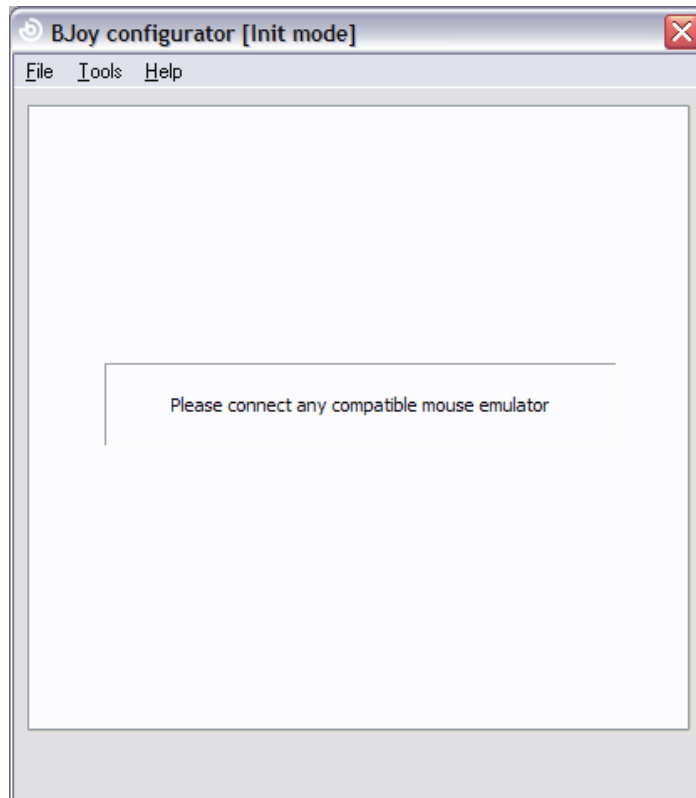 BJoy configurator [Init mode]
File Tools Help
Please connect any compatible mouse emulator